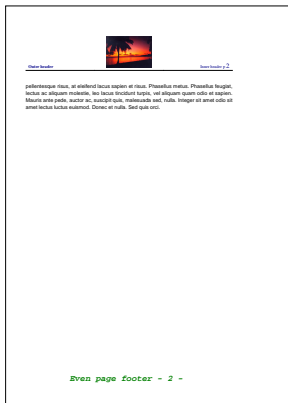 Outer header
Inner header p.2
pellentesque risus, at eleifend lacus sapien et risus. Phasellus metus. Phasellus feugiat,
lectus ac aliquam molestie, leo lacus tincidunt turpis, vel aliquam quam odio et sapien.
Mauris ante pede, auctor ac, suscipit quis, malesuada sed, nulla. Integer sit amet odio sit
amet lectus luctus euismod. Donec et nulla. Sed quis orci.
Even page footer - 2 -